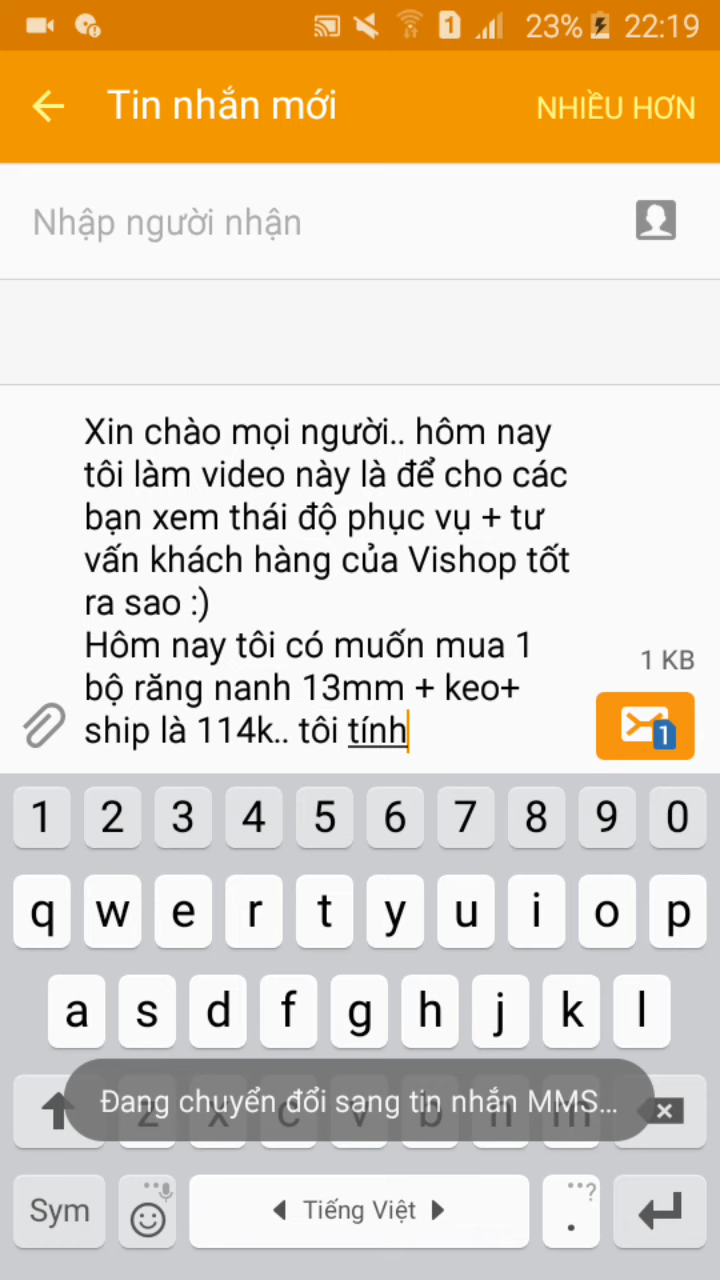 1 23% 22:19
Tin nhắn mới NHIỀU HƠN
Nhập người nhận
Xin chào mọi người.. hôm nay
tôi làm video này là để cho các
bạn xem thái độ phục vụ + tư
vấn khách hàng của Vishop tốt
ra sao :)
Hôm nay tôi có muốn mua 1
bộ răng nanh 13mm + keo+
ship là 114k.. tôi tính
1 KB
1
1 2 3 4 5 6 7 8 9 0
q w e r t y u i o p
a s d f g h j k l
z x c v b n m
Đang chuyển đổi sang tin nhắn MMS...
Sym Tiếng Việt . ...?